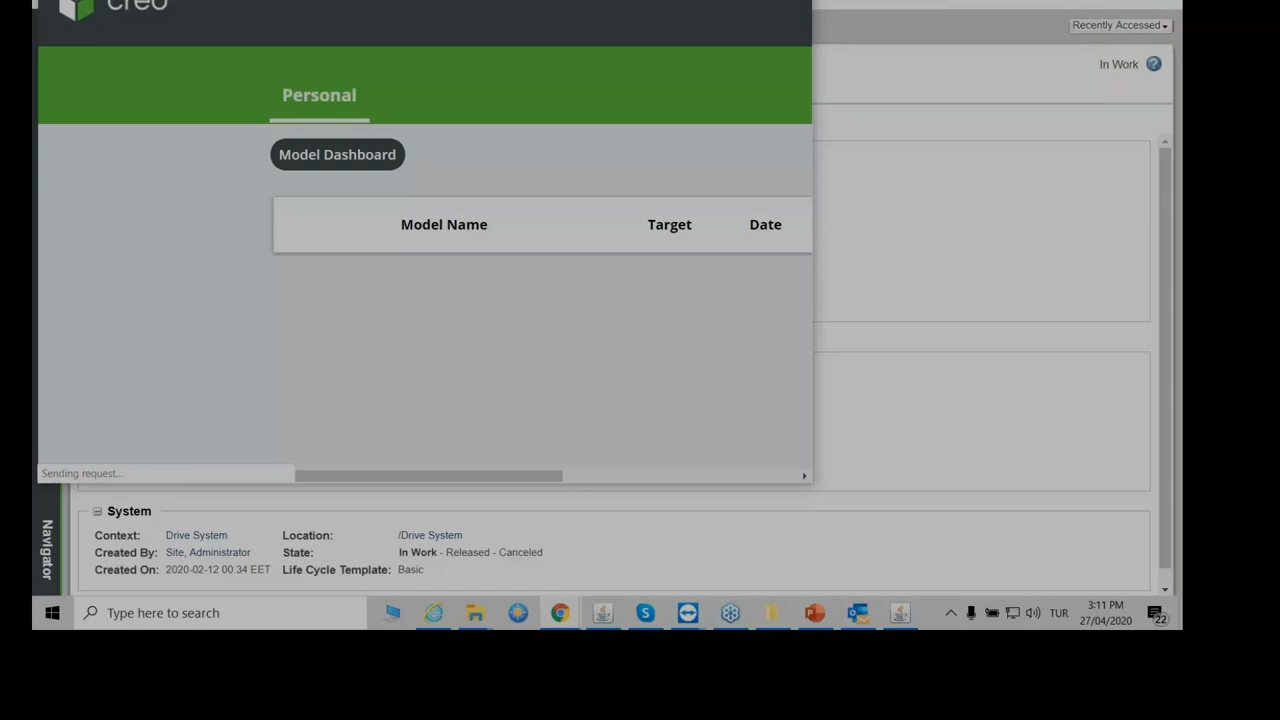 creo
Recently Accessed
In Work
Personal
Model Dashboard
Model Name Target Date
Sending request...
Navigator
System
Context: Drive System Location: /Drive System
Created By: Site, Administrator State: In Work - Released - Canceled
Created On: 2020-02-12 00:34 EET Life Cycle Template: Basic
Type here to search
TUR
3:11 PM
27/04/2020
22